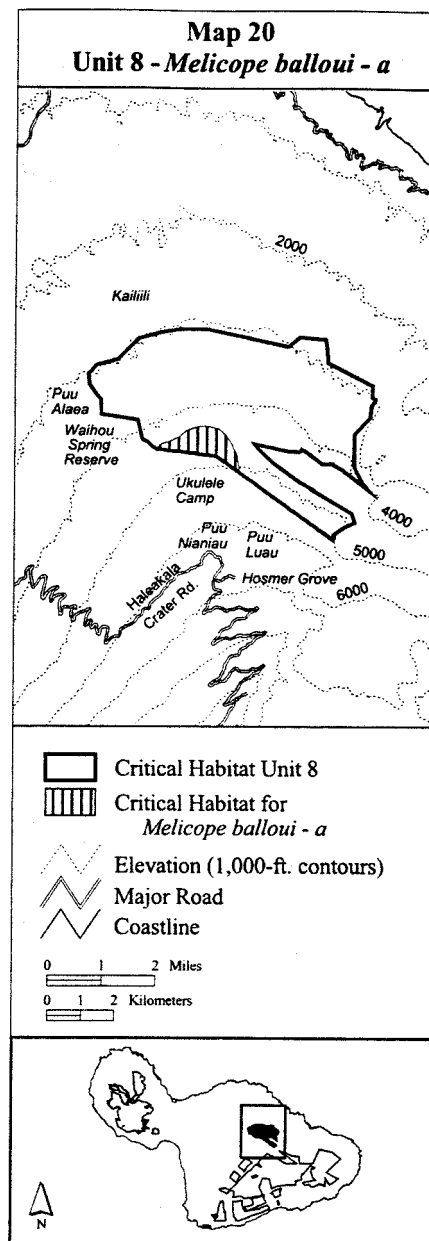 Map 20
Unit 8 - Melicope balloui - a
2000
Kailiili
Puu
Alaea
Waihou
Spring
Reserve
Ukulele
Camp
4000
Puu
Nianiau
Puu
Luau
5000
Hosmer Grove
6000
Haleakala
Crater Rd.
Critical Habitat Unit 8
Critical Habitat for
Melicope balloui - a
Elevation (1,000-ft. contours)
Major Road
Coastline
0 1 2 Miles
0 1 2 Kilometers
N